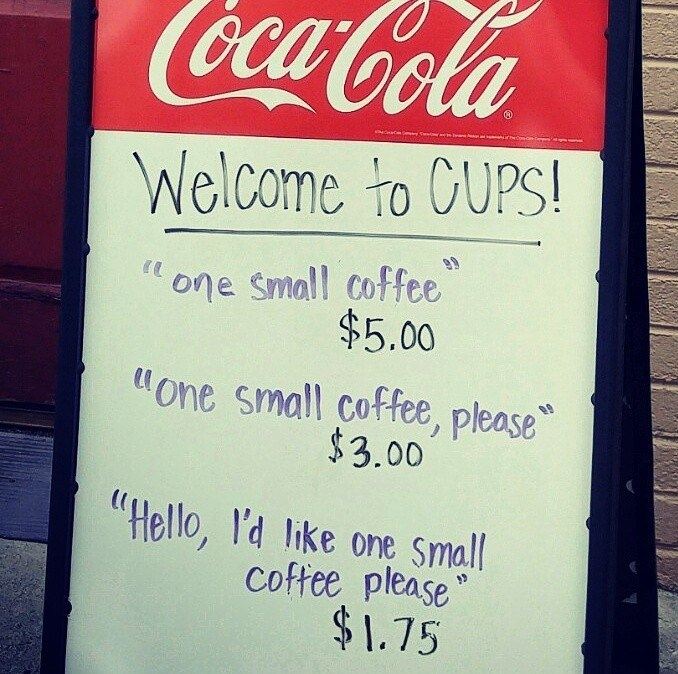 Coca-Cola®
Welcome to CUPS!
"one small coffee"
$5.00
"one small coffee, please"
$3.00
"Hello, I'd like one small
coffee please"
$1.75